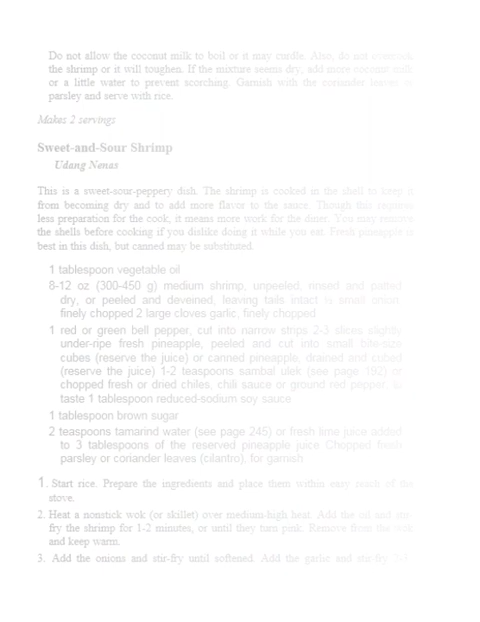 Do not allow the coconut milk to boil or it may curdle. Also, do not overcook
the shrimp or it will toughen. If the mixture seems dry, add more coconut milk
or a little water to prevent scorching. Garnish with the coriander leaves or
parsley and serve with rice.
Makes 2 servings
Sweet-and-Sour Shrimp
Udang Nenas
This is a sweet-sour-peppery dish. The shrimp is cooked in the shell to keep it
from becoming dry and to add more flavor to the sauce. Though this requires
less preparation for the cook, it means more work for the diner. You may remove
the shells before cooking if you dislike doing it while you eat. Fresh pineapple is
best in this dish, but canned may be substituted.
1 tablespoon vegetable oil
8-12 oz (300-450 g) medium shrimp, unpeeled, rinsed and patted
dry, or peeled and deveined, leaving tails intact ½ small onion,
finely chopped 2 large cloves garlic, finely chopped
1 red or green bell pepper, cut into narrow strips 2-3 slices slightly
under-ripe fresh pineapple, peeled and cut into small bite-size
cubes (reserve the juice) or canned pineapple, drained and cubed
(reserve the juice) 1-2 teaspoons sambal ulek (see page 192) or
chopped fresh or dried chiles, chili sauce or ground red pepper, to
taste 1 tablespoon reduced-sodium soy sauce
1 tablespoon brown sugar
2 teaspoons tamarind water (see page 245) or fresh lime juice added
to 3 tablespoons of the reserved pineapple juice Chopped fresh
parsley or coriander leaves (cilantro), for garnish
1. Start rice. Prepare the ingredients and place them within easy reach of the
stove.
2. Heat a nonstick wok (or skillet) over medium-high heat. Add the oil and stir-
fry the shrimp for 1-2 minutes, or until they turn pink. Remove from the wok
and keep warm.
3. Add the onions and stir-fry until softened. Add the garlic and stir-fry